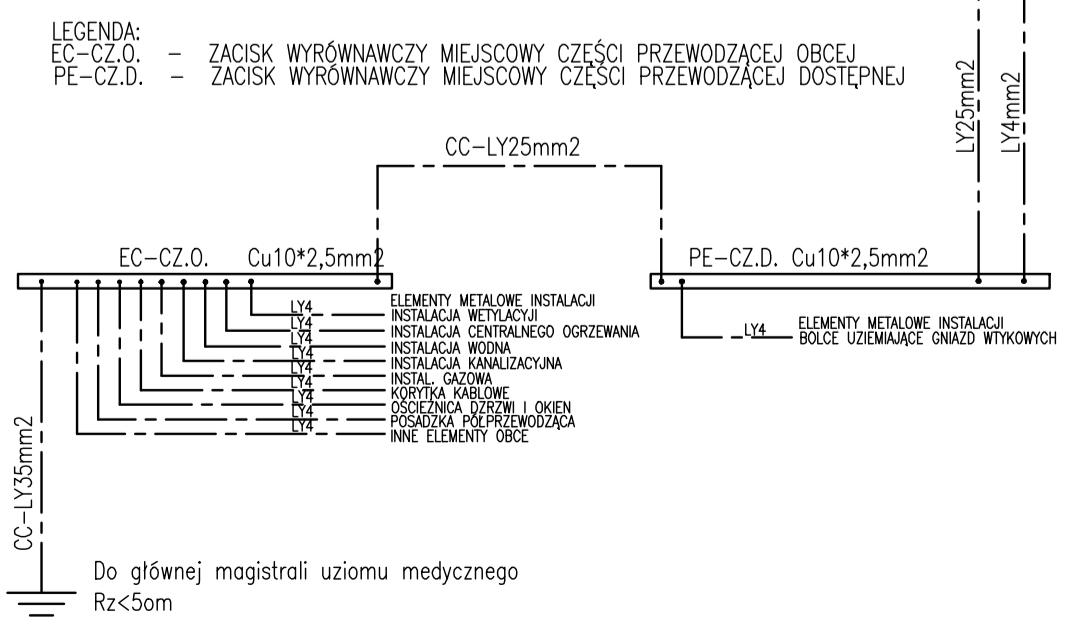 LEGENDA:
EC-CZ.O. - ZACISK WYRÓWNAWCZY MIEJSCOWY CZĘŚCI PRZEWODZĄCEJ OBCEJ
PE-CZ.D. - ZACISK WYRÓWNAWCZY MIEJSCOWY CZĘŚCI PRZEWODZĄCEJ DOSTĘPNEJ
LY25mm2
LY4mm2
CC-LY25mm2
EC-CZ.O. Cu10*2,5mm2
PE-CZ.D. Cu10*2,5mm2
ELEMENTY METALOWE INSTALACJI
LY4 INSTALACJA WETYLACYJI
LY4 INSTALACJA CENTRALNEGO OGRZEWANIA
LY4 INSTALACJA WODNA
LY4 INSTALACJA KANALIZACYJNA
LY4 INSTAL. GAZOWA
LY4 KORYTKA KABLOWE
LY4 OŚCIEŻNICA DZRZWI I OKIEN
LY4 POSADZKA PÓŁPRZEWODZĄCA
LY4 INNE ELEMENTY OBCE
ELEMENTY METALOWE INSTALACJI
LY4 BOLCE UZIEMIAJĄCE GNIAZD WTYKOWYCH
CC-LY35mm2
Do głównej magistrali uziomu medycznego
Rz<5om